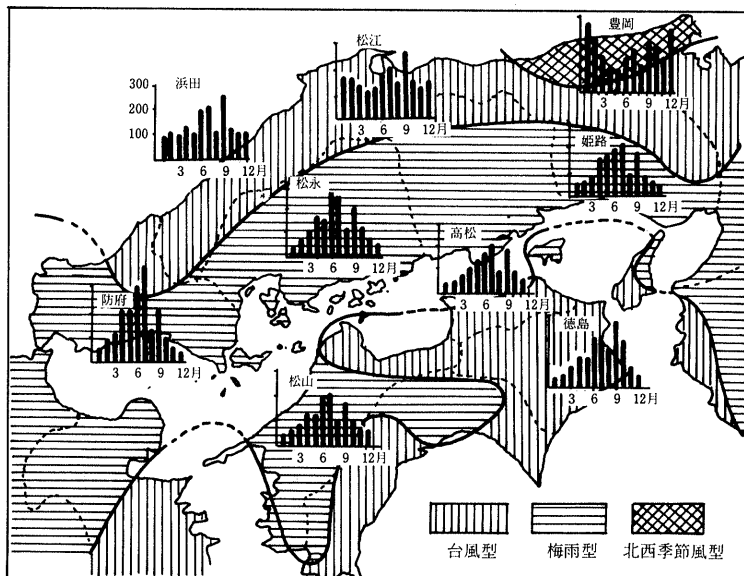 豊岡
3 6 9 12月
松江
3 6 9 12月
浜田
300
200
100
3 6 9 12月
姫路
3 6 9 12月
松永
3 6 9 12月
高松
3 6 9 12月
防府
3 6 9 12月
徳島
3 6 9 12月
松山
3 6 9 12月
台風型
梅雨型
北西季節風型